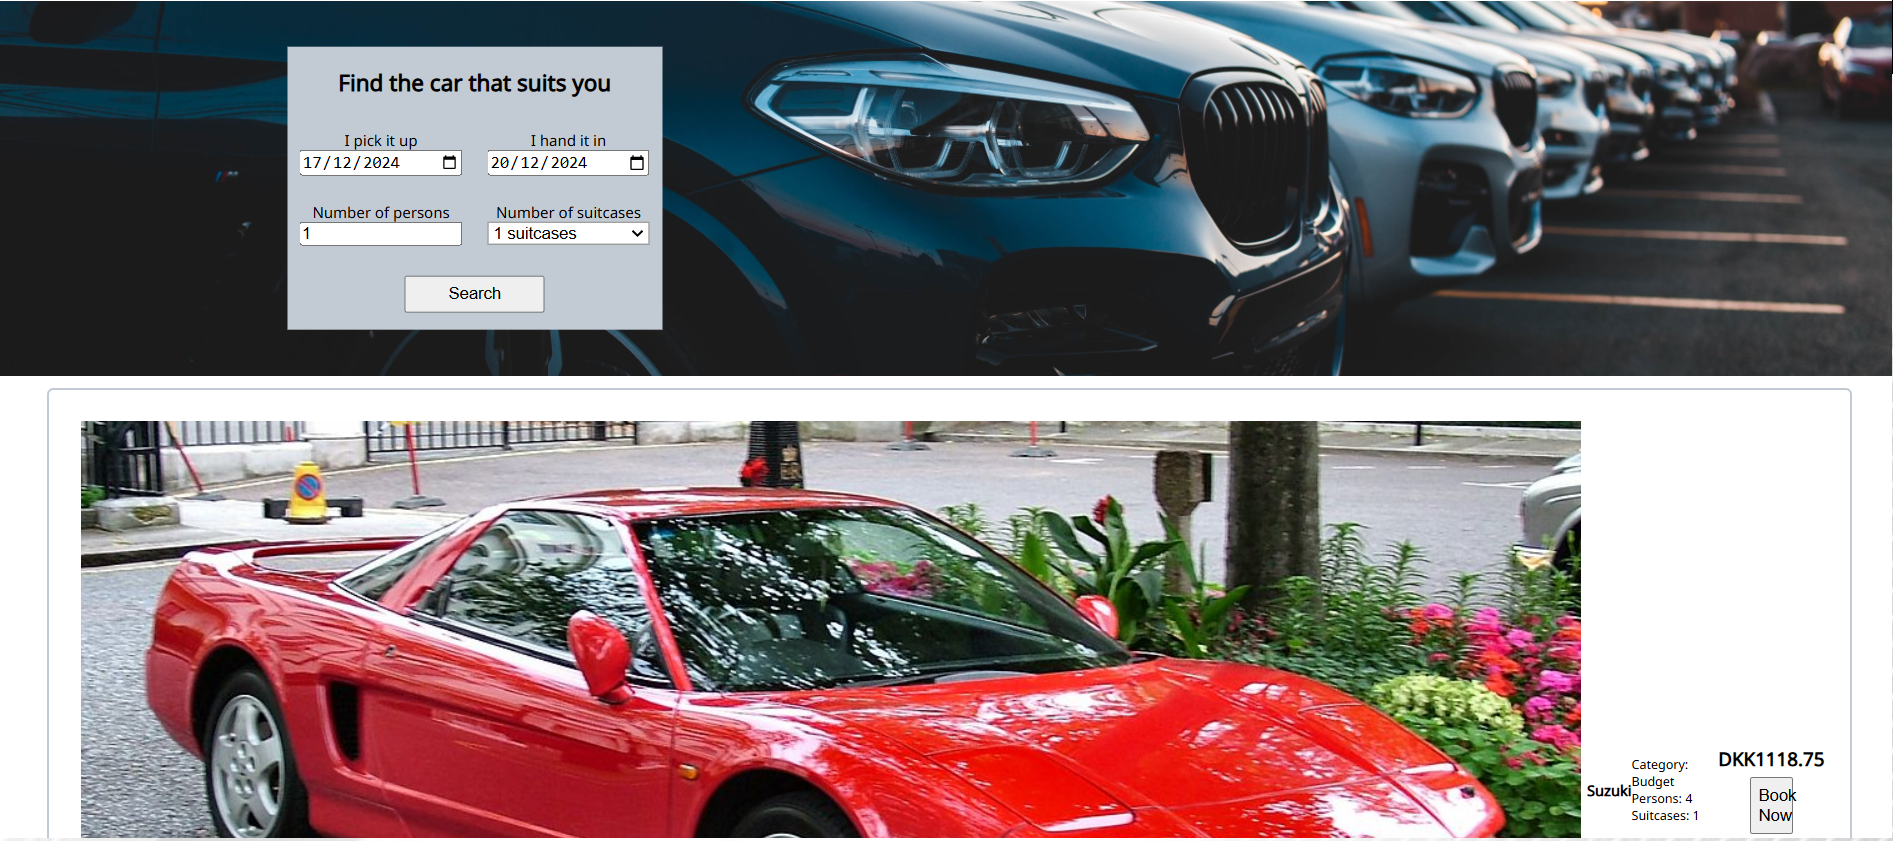 Find the car that suits you
I pick it up
I hand it in
17/12/2024
20/12/2024
Number of persons
Number of suitcases
1
1 suitcases
Search
Suzuki
Category:
Budget
Persons: 4
Suitcases: 1
DKK1118.75
Book
Now